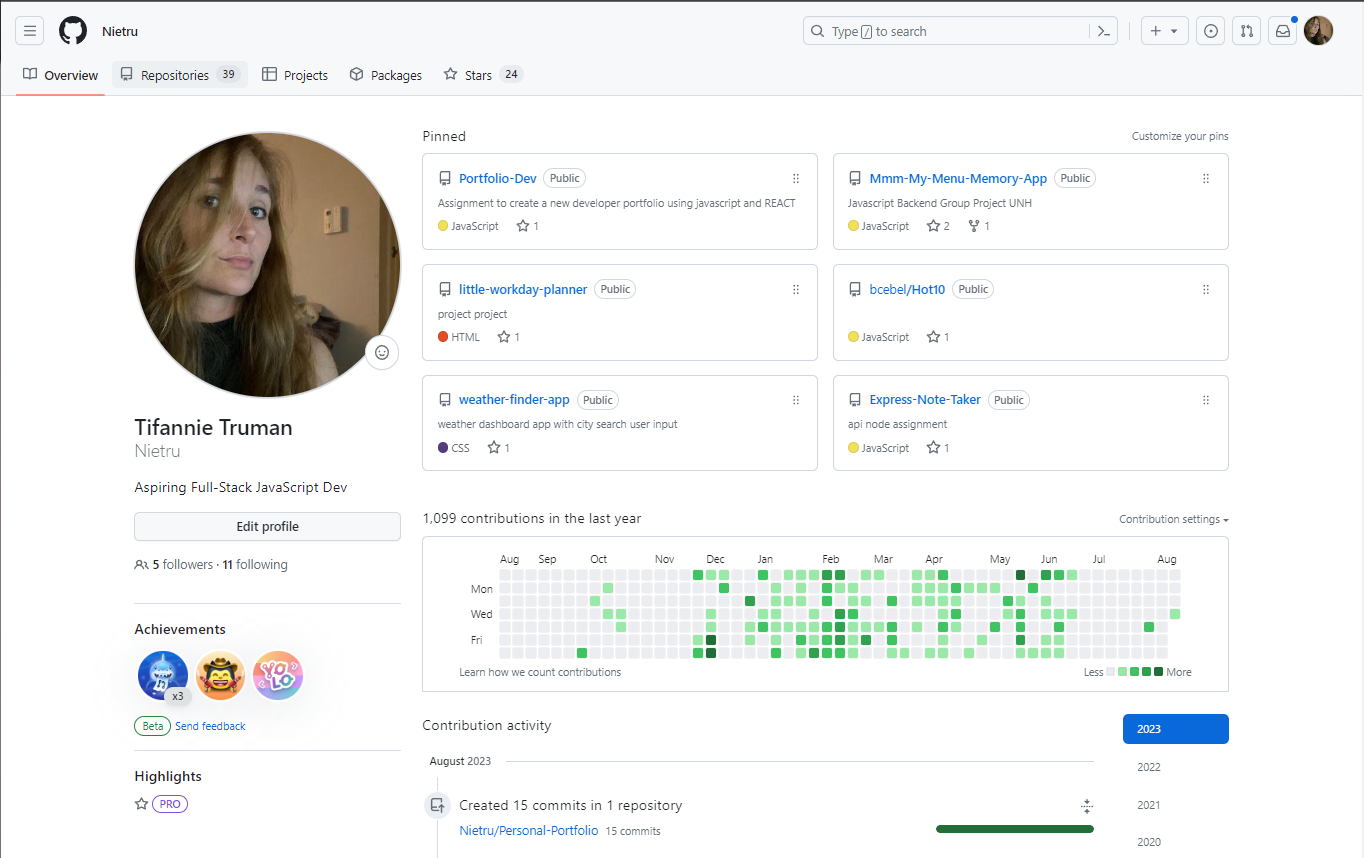 Nietru
Type / to search
Overview
Repositories 39
Projects
Packages
Stars 24
Tifannie Truman
Nietru
Aspiring Full-Stack JavaScript Dev
Edit profile
5 followers · 11 following
Achievements
x3
YOLO
Beta Send feedback
Highlights
PRO
Pinned
Customize your pins
Portfolio-Dev Public
Assignment to create a new developer portfolio using javascript and REACT
JavaScript 1
Mmm-My-Menu-Memory-App Public
Javascript Backend Group Project UNH
JavaScript 2 1
little-workday-planner Public
project project
HTML 1
bcebel/Hot10 Public
JavaScript 1
weather-finder-app Public
weather dashboard app with city search user input
CSS 1
Express-Note-Taker Public
api node assignment
JavaScript 1
1,099 contributions in the last year
Contribution settings
Aug Sep Oct Nov Dec Jan Feb Mar Apr May Jun Jul Aug
Mon
Wed
Fri
Learn how we count contributions
Less More
Contribution activity
2023
2022
2021
2020
August 2023
Created 15 commits in 1 repository
Nietru/Personal-Portfolio 15 commits